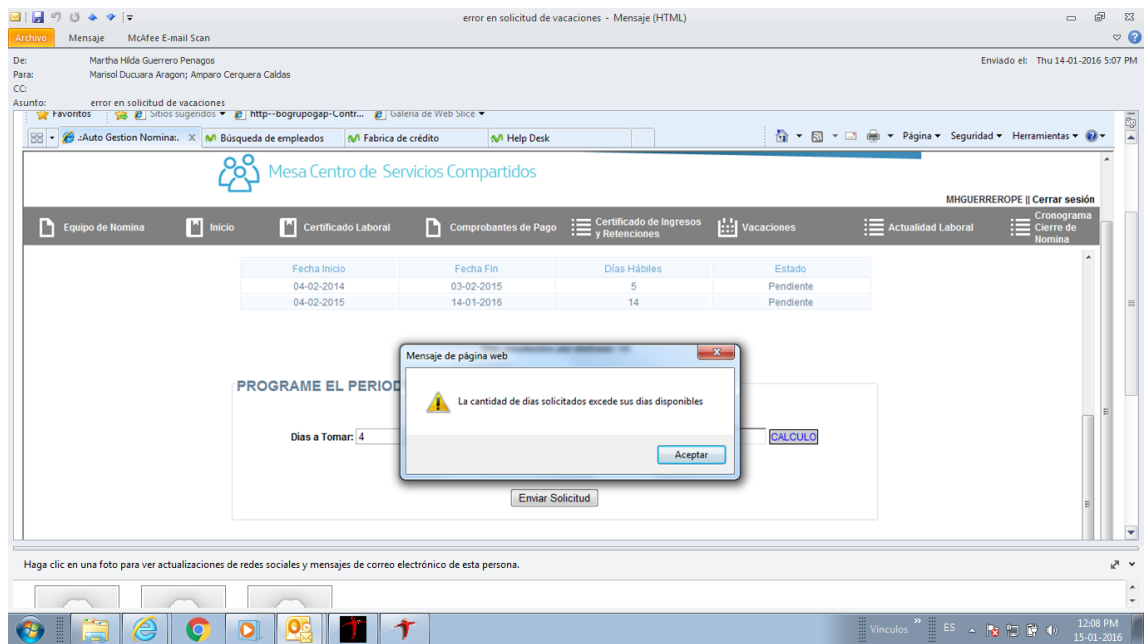 error en solicitud de vacaciones - Mensaje (HTML)
Archivo Mensaje McAfee E-mail Scan
De: Martha Hilda Guerrero Penagos Enviado el: Thu 14-01-2016 5:07 PM
Para: Marisol Ducuara Aragon; Amparo Cerquera Caldas
CC:
Asunto: error en solicitud de vacaciones
Favoritos Sitios sugeridos http--bogrupogap-Contr... Galería de Web Slice
.:Auto Gestion Nomina:. X Búsqueda de empleados Fabrica de crédito Help Desk Página Seguridad Herramientas
Mesa Centro de Servicios Compartidos
MHGUERREROPE || Cerrar sesión
Equipo de Nomina Inicio Certificado Laboral Comprobantes de Pago Certificado de Ingresos y Retenciones Vacaciones Actualidad Laboral Cronograma Cierre de Nomina
Fecha Inicio Fecha Fin Días Hábiles Estado
04-02-2014 03-02-2015 5 Pendiente
04-02-2015 14-01-2016 14 Pendiente
Mensaje de página web
PROGRAME EL PERIOD
La cantidad de dias solicitados excede sus dias disponibles
Dias a Tomar: 4 CALCULO
Aceptar
Enviar Solicitud
Haga clic en una foto para ver actualizaciones de redes sociales y mensajes de correo electrónico de esta persona.
Vínculos ES 12:08 PM
15-01-2016